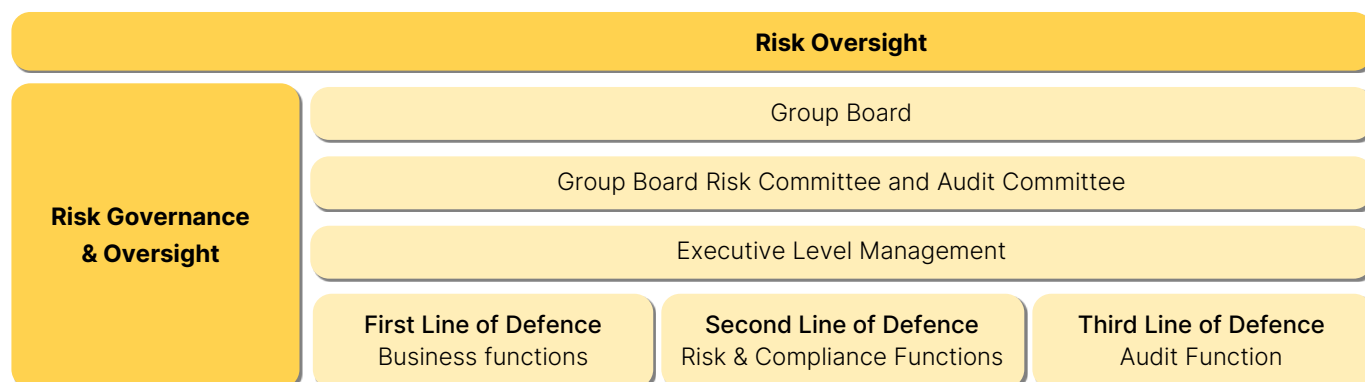 Risk Oversight
Risk Governance
& Oversight
Group Board
Group Board Risk Committee and Audit Committee
Executive Level Management
First Line of Defence
Business functions
Second Line of Defence
Risk & Compliance Functions
Third Line of Defence
Audit Function